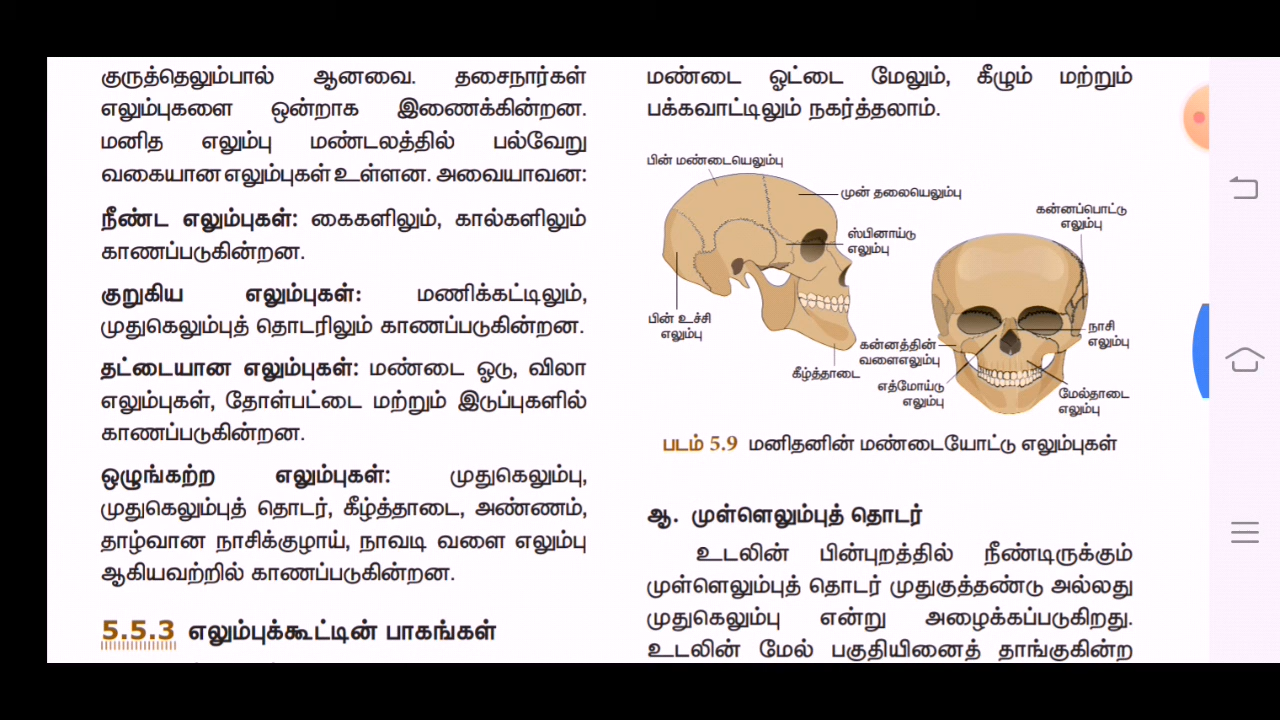 குருத்தெலும்பால் ஆனவை. தசைநார்கள்
எலும்புகளை ஒன்றாக இணைக்கின்றன.
மனித எலும்பு மண்டலத்தில் பல்வேறு
வகையான எலும்புகள் உள்ளன. அவையாவன:
நீண்ட எலும்புகள்: கைகளிலும், கால்களிலும்
காணப்படுகின்றன.
குறுகிய எலும்புகள்: மணிக்கட்டிலும்,
முதுகெலும்புத் தொடரிலும் காணப்படுகின்றன.
தட்டையான எலும்புகள்: மண்டை ஓடு, விலா
எலும்புகள், தோள்பட்டை மற்றும் இடுப்புகளில்
காணப்படுகின்றன.
ஒழுங்கற்ற எலும்புகள்: முதுகெலும்பு,
முதுகெலும்புத் தொடர், கீழ்த்தாடை, அண்ணம்,
தாழ்வான நாசிக்குழாய், நாவடி வளை எலும்பு
ஆகியவற்றில் காணப்படுகின்றன.
5.5.3 எலும்புக்கூட்டின் பாகங்கள்
மண்டை ஓட்டை மேலும், கீழும் மற்றும்
பக்கவாட்டிலும் நகர்த்தலாம்.
பின் மண்டையெலும்பு
முன் தலையெலும்பு
ஸ்பினாய்டு
எலும்பு
பின் உச்சி
எலும்பு
கீழ்த்தாடை
கன்னப்பொட்டு
எலும்பு
நாசி
எலும்பு
கன்னத்தின்
வளைஎலும்பு
எத்மோய்டு
எலும்பு
மேல்தாடை
எலும்பு
படம் 5.9 மனிதனின் மண்டையோட்டு எலும்புகள்
ஆ. முள்ளெலும்புத் தொடர்
உடலின் பின்புறத்தில் நீண்டிருக்கும்
முள்ளெலும்புத் தொடர் முதுகுத்தண்டு அல்லது
முதுகெலும்பு என்று அழைக்கப்படுகிறது.
உடலின் மேல் பகுதியினைத் தாங்குகின்ற